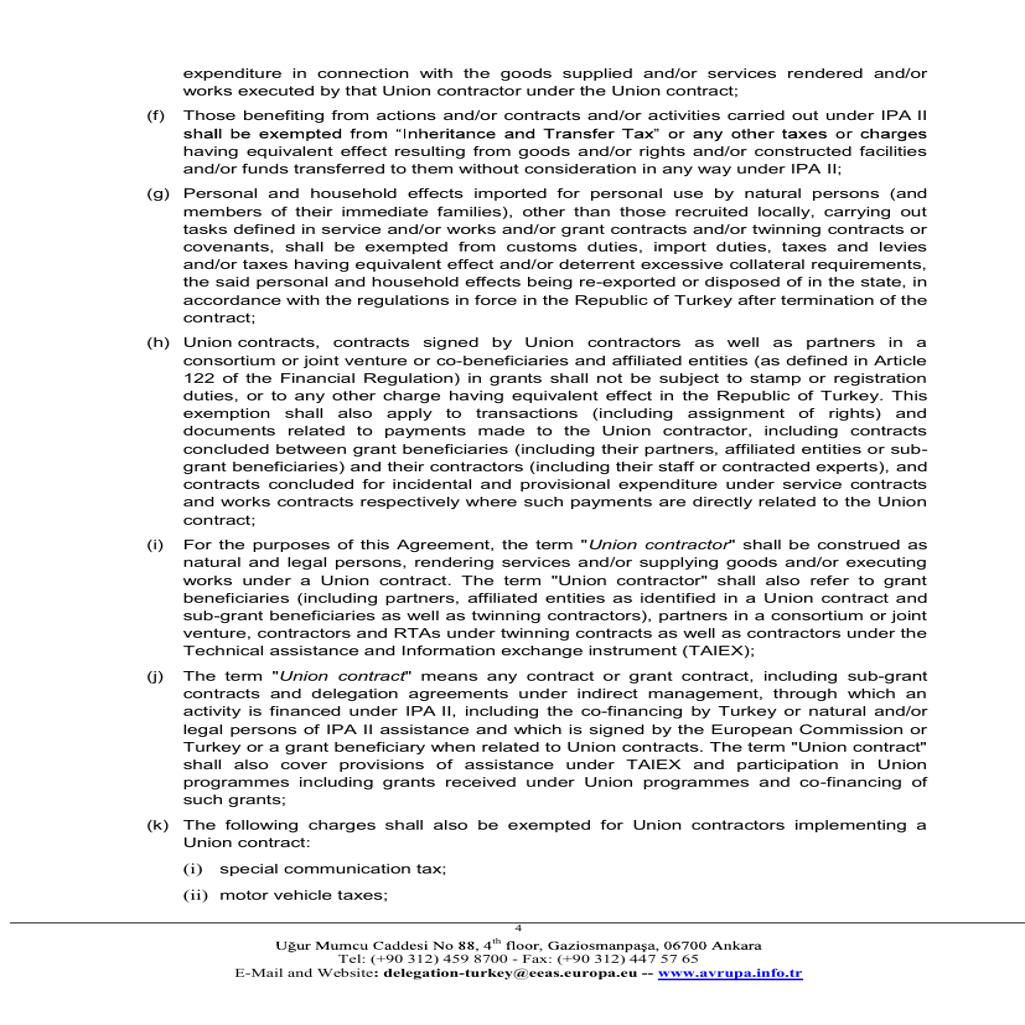 expenditure in connection with the goods supplied and/or services rendered and/or
works executed by that Union contractor under the Union contract;
(f) Those benefiting from actions and/or contracts and/or activities carried out under IPA II
shall be exempted from “Inheritance and Transfer Tax” or any other taxes or charges
having equivalent effect resulting from goods and/or rights and/or constructed facilities
and/or funds transferred to them without consideration in any way under IPA II;
(g) Personal and household effects imported for personal use by natural persons (and
members of their immediate families), other than those recruited locally, carrying out
tasks defined in service and/or works and/or grant contracts and/or twinning contracts or
covenants, shall be exempted from customs duties, import duties, taxes and levies
and/or taxes having equivalent effect and/or deterrent excessive collateral requirements,
the said personal and household effects being re-exported or disposed of in the state, in
accordance with the regulations in force in the Republic of Turkey after termination of the
contract;
(h) Union contracts, contracts signed by Union contractors as well as partners in a
consortium or joint venture or co-beneficiaries and affiliated entities (as defined in Article
122 of the Financial Regulation) in grants shall not be subject to stamp or registration
duties, or to any other charge having equivalent effect in the Republic of Turkey. This
exemption shall also apply to transactions (including assignment of rights) and
documents related to payments made to the Union contractor, including contracts
concluded between grant beneficiaries (including their partners, affiliated entities or sub-
grant beneficiaries) and their contractors (including their staff or contracted experts), and
contracts concluded for incidental and provisional expenditure under service contracts
and works contracts respectively where such payments are directly related to the Union
contract;
(i) For the purposes of this Agreement, the term "Union contractor" shall be construed as
natural and legal persons, rendering services and/or supplying goods and/or executing
works under a Union contract. The term "Union contractor" shall also refer to grant
beneficiaries (including partners, affiliated entities as identified in a Union contract and
sub-grant beneficiaries as well as twinning contractors), partners in a consortium or joint
venture, contractors and RTAs under twinning contracts as well as contractors under the
Technical assistance and Information exchange instrument (TAIEX);
(j) The term "Union contract" means any contract or grant contract, including sub-grant
contracts and delegation agreements under indirect management, through which an
activity is financed under IPA II, including the co-financing by Turkey or natural and/or
legal persons of IPA II assistance and which is signed by the European Commission or
Turkey or a grant beneficiary when related to Union contracts. The term "Union contract"
shall also cover provisions of assistance under TAIEX and participation in Union
programmes including grants received under Union programmes and co-financing of
such grants;
(k) The following charges shall also be exempted for Union contractors implementing a
Union contract:
(i) special communication tax;
(ii) motor vehicle taxes;
4
Uğur Mumcu Caddesi No 88, 4th floor, Gaziosmanpaşa, 06700 Ankara
Tel: (+90 312) 459 8700 - Fax: (+90 312) 447 57 65
E-Mail and Website: delegation-turkey@eeas.europa.eu -- www.avrupa.info.tr